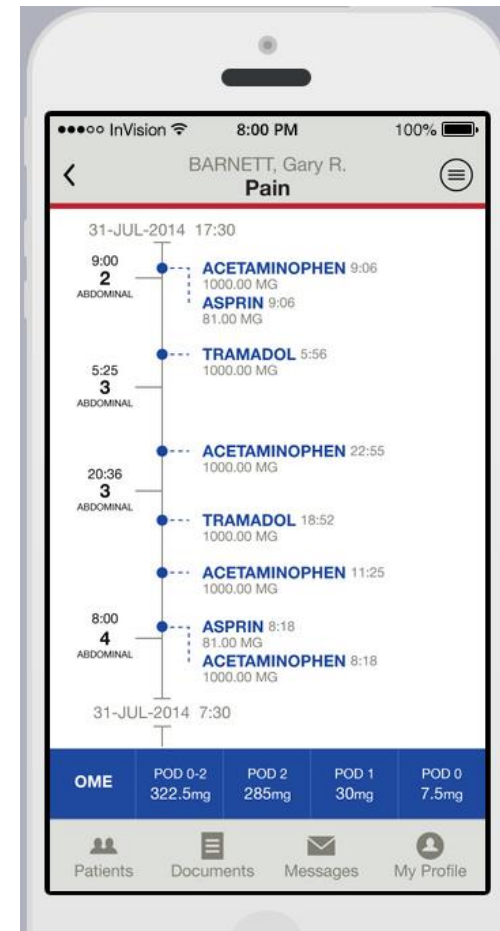 InVision 8:00 PM 100%
BARNETT, Gary R.
Pain
31-JUL-2014 17:30
9:00
2
ABDOMINAL
ACETAMINOPHEN 9:06
1000.00 MG
ASPRIN 9:06
81.00 MG
TRAMADOL 5:56
1000.00 MG
5:25
3
ABDOMINAL
ACETAMINOPHEN 22:55
1000.00 MG
20:36
3
ABDOMINAL
TRAMADOL 18:52
1000.00 MG
ACETAMINOPHEN 11:25
1000.00 MG
8:00
4
ABDOMINAL
ASPRIN 8:18
81.00 MG
ACETAMINOPHEN 8:18
1000.00 MG
31-JUL-2014 7:30
OME
POD 0-2
322.5mg
POD 2
285mg
POD 1
30mg
POD 0
7.5mg
Patients Documents Messages My Profile